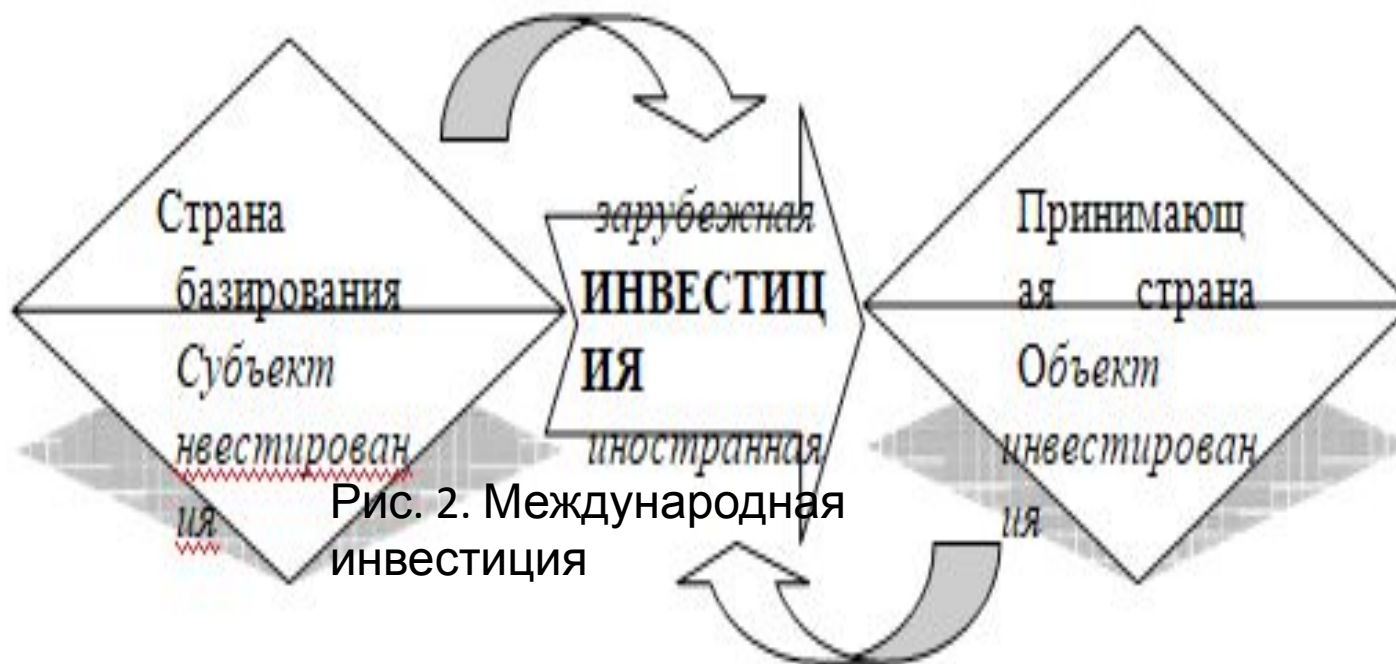 Страна
базирования
Субъект
нвестирован
ия
зарубежная
ИНВЕСТИЦ
ИЯ
иностранная
Принимающ
ая страна
Объект
инвестирован
ия
Рис. 2. Международная
инвестиция